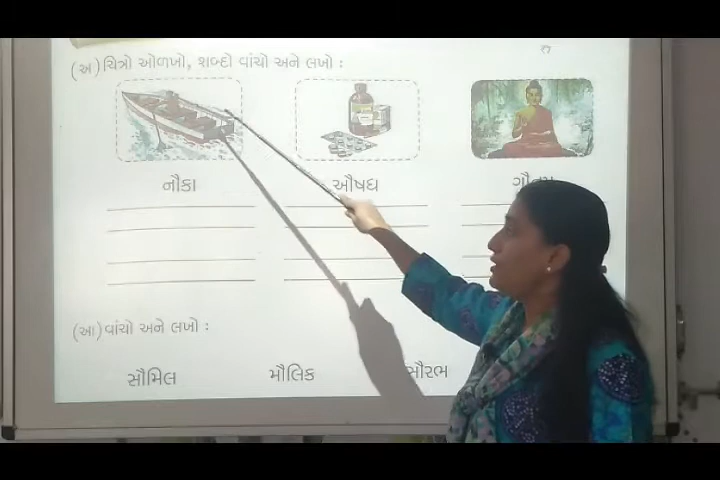 (અ) ચિત્રો ઓળખો, શબ્દો વાંચો અને લખો :
નૌકા ઔષધ
(આ) વાંચો અને લખો :
સૌમિલ મૌલિક સૌરભ